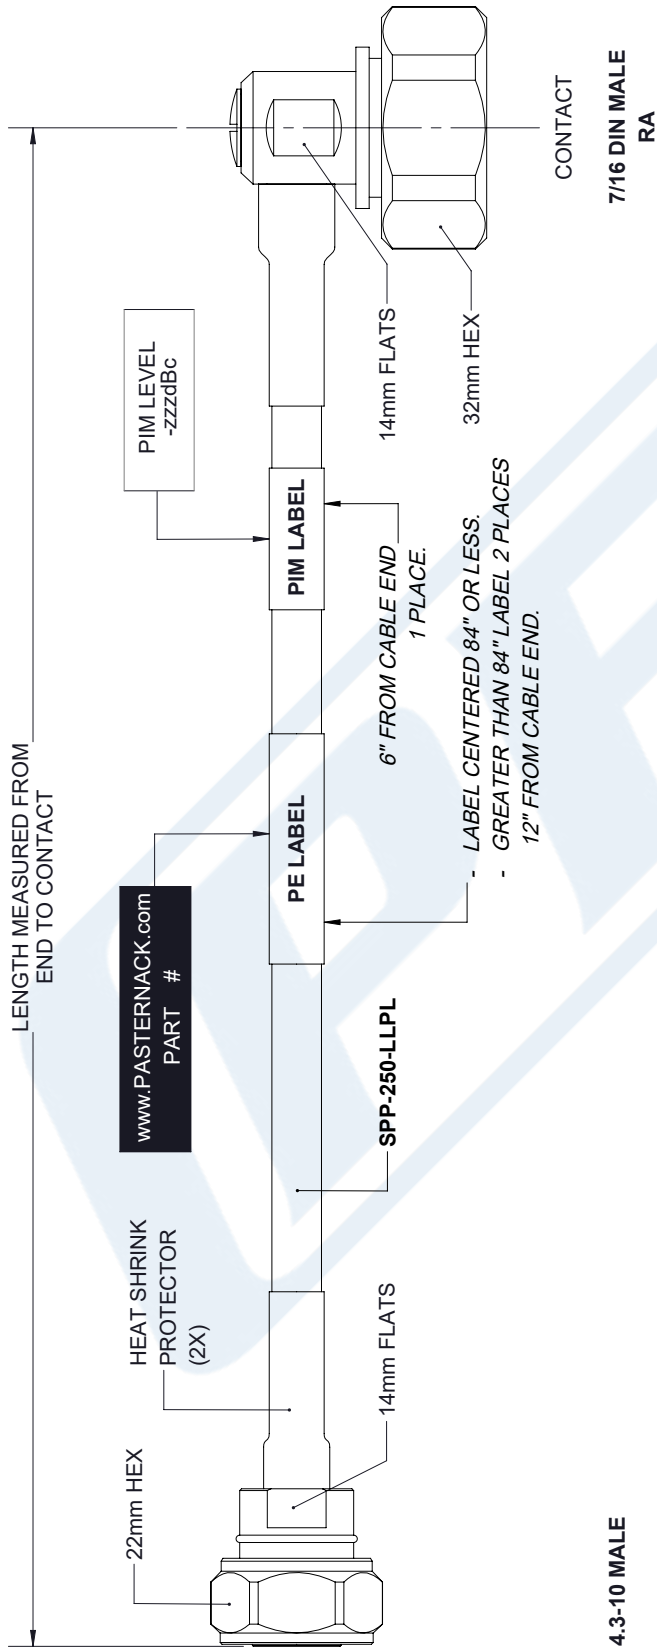 LENGTH MEASURED FROM
END TO CONTACT
22mm HEX
HEAT SHRINK
PROTECTOR
(2X)
www.PASTERNACK.com
PART #
PIM LEVEL
-zzzdBc
PE LABEL
PIM LABEL
14mm FLATS
SPP-250-LLPL
6" FROM CABLE END
1 PLACE.
- LABEL CENTERED 84" OR LESS.
- GREATER THAN 84" LABEL 2 PLACES
12" FROM CABLE END.
14mm FLATS
32mm HEX
CONTACT
4.3-10 MALE
7/16 DIN MALE
RA